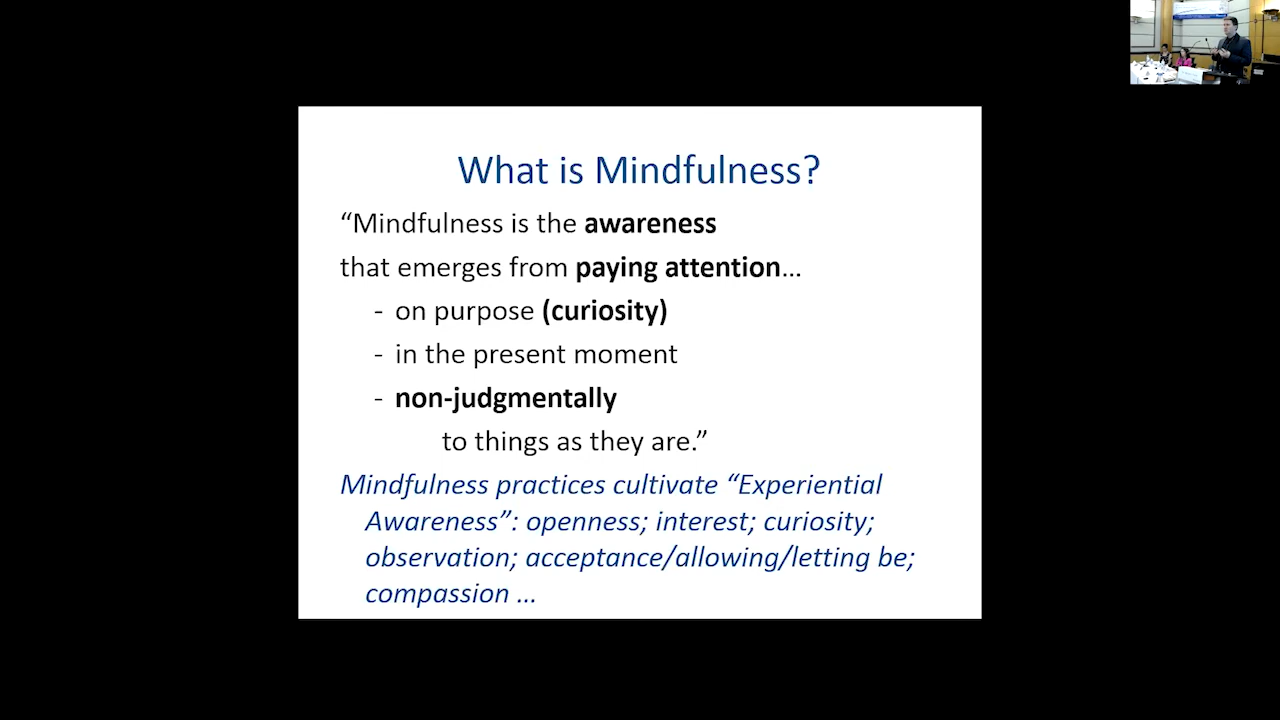 What is Mindfulness?
“Mindfulness is the awareness
that emerges from paying attention…
- on purpose (curiosity)
- in the present moment
- non-judgmentally
to things as they are.”
Mindfulness practices cultivate “Experiential
Awareness”: openness; interest; curiosity;
observation; acceptance/allowing/letting be;
compassion …